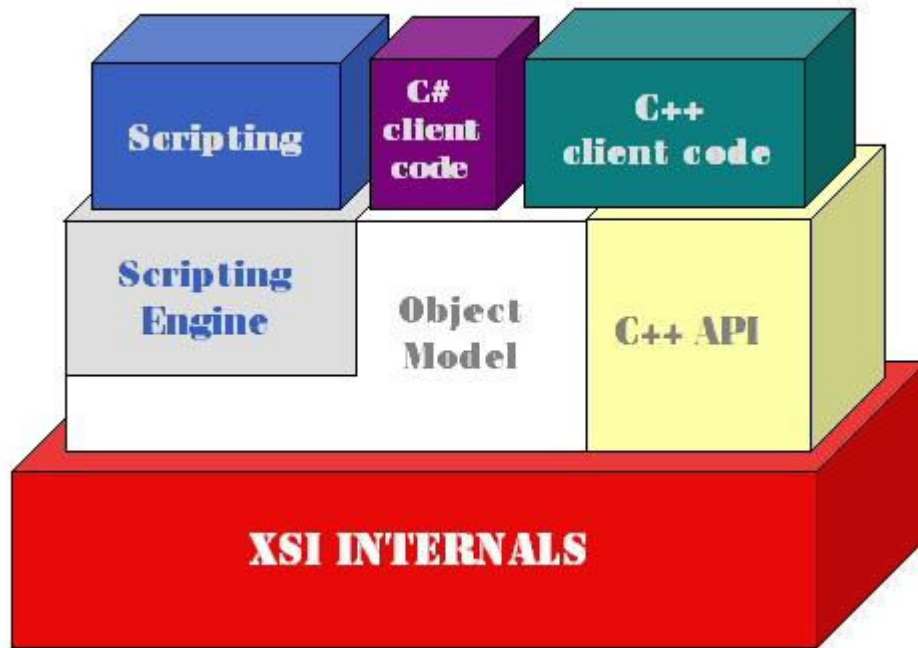 Scripting
C#
client
code
C++
client code
Scripting
Engine
Object
Model
C++ API
XSI INTERNALS